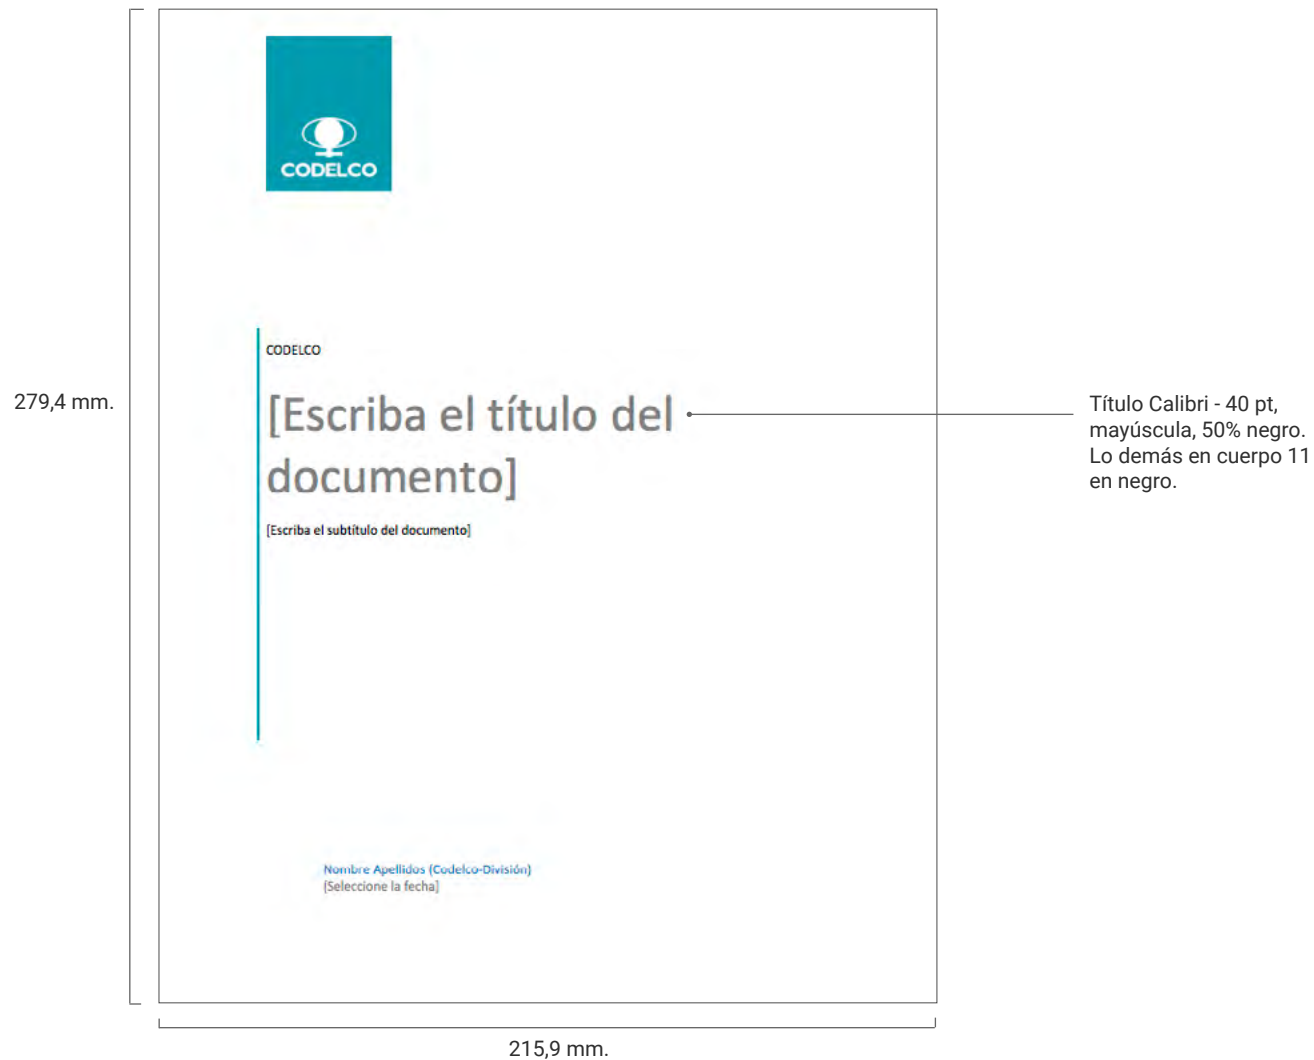 CODELCO
CODELCO
279,4 mm.
[Escriba el título del
documento]
Título Calibri - 40 pt,
mayúscula, 50% negro.
Lo demás en cuerpo 11
en negro.
[Escriba el subtítulo del documento]
Nombre Apellidos (Codelco-División)
[Seleccione la fecha]
215,9 mm.